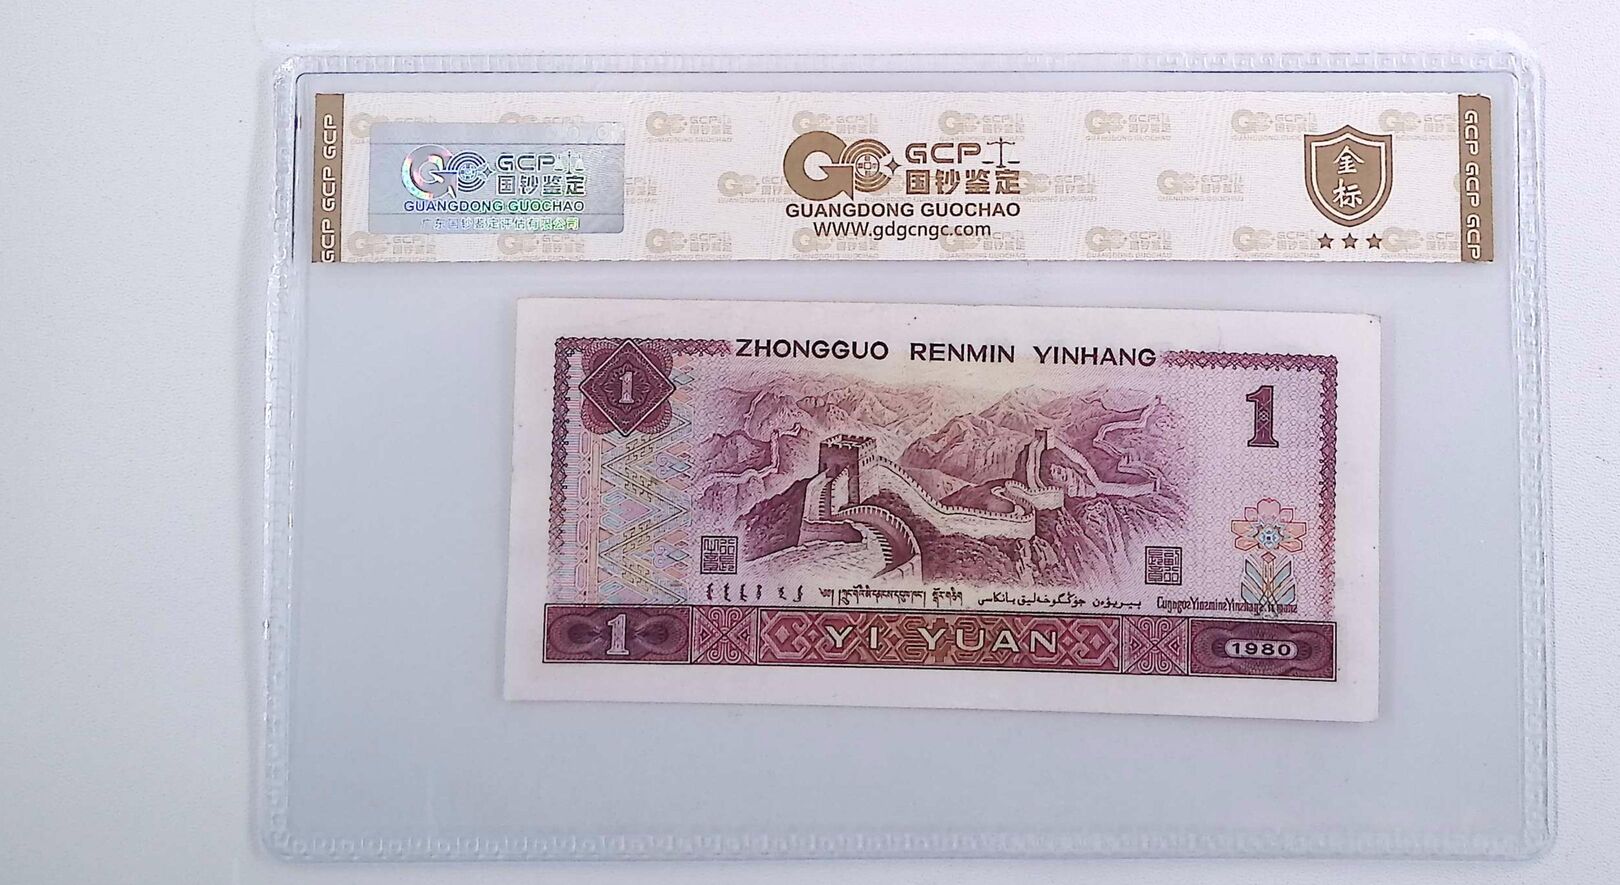 GCP GCP GCP
GCP 国钞鉴定
GUANGDONG GUOCHAO
广东国钞鉴定评估有限公司
GCP
国钞鉴定
GUANGDONG GUOCHAO
WWW.gdgcngc.com
金标
GCP GCP GCP
ZHONGGUO RENMIN YINHANG
1
1
1
YI YUAN
1980